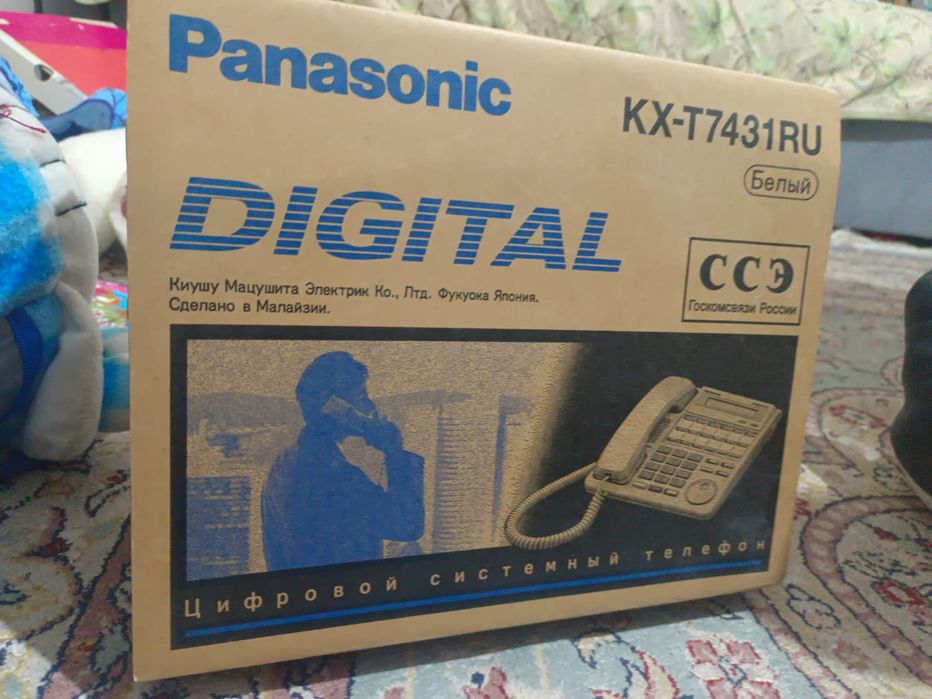 Panasonic
KX-T7431RU
Белый
DIGITAL
Киушу Мацушита Электрик Ко., Лтд. Фукуока Япония.
Сделано в Малайзии.
ССЭ
Госкомсвязи России
Цифровой системный телефон